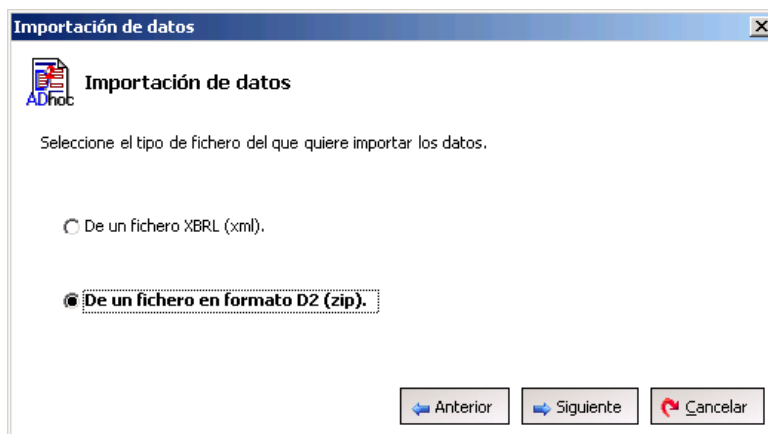 Importación de datos
ADhoc
Importación de datos
Seleccione el tipo de fichero del que quiere importar los datos.
De un fichero XBRL (xml).
De un fichero en formato D2 (zip).
Anterior Siguiente Cancelar